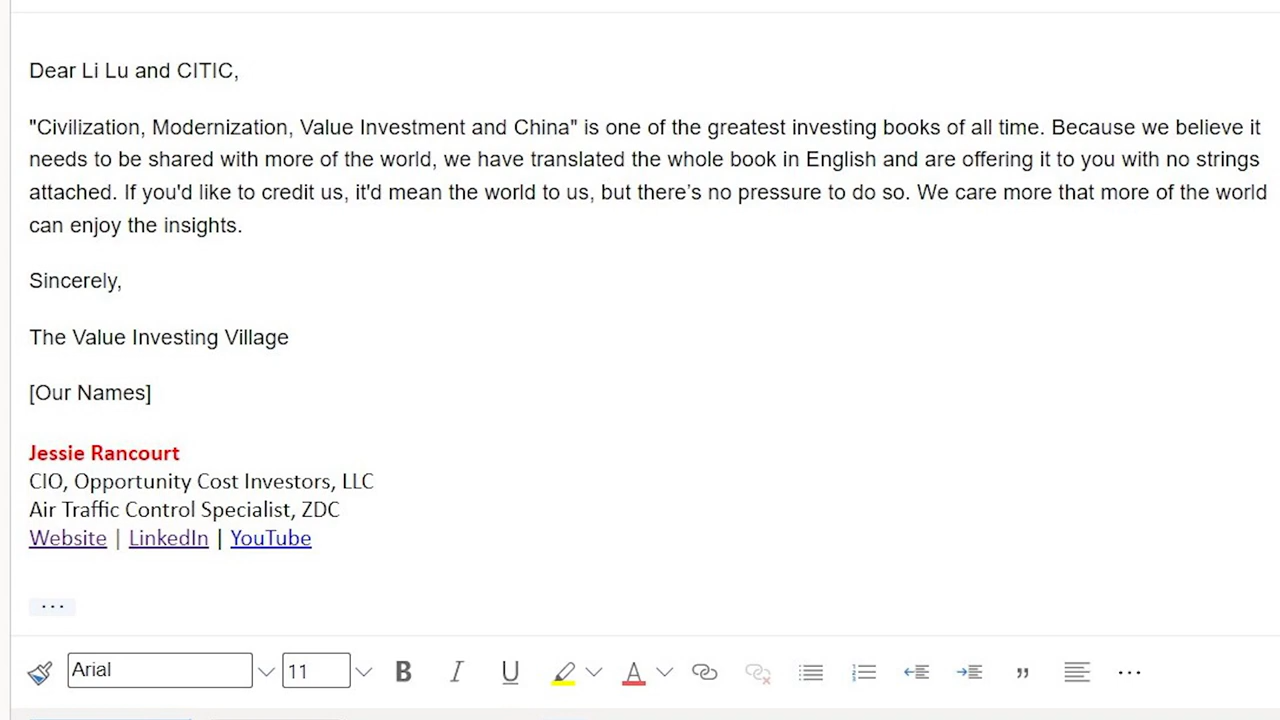 Dear Li Lu and CITIC,
"Civilization, Modernization, Value Investment and China" is one of the greatest investing books of all time. Because we believe it
needs to be shared with more of the world, we have translated the whole book in English and are offering it to you with no strings
attached. If you'd like to credit us, it'd mean the world to us, but there’s no pressure to do so. We care more that more of the world
can enjoy the insights.
Sincerely,
The Value Investing Village
[Our Names]
Jessie Rancourt
CIO, Opportunity Cost Investors, LLC
Air Traffic Control Specialist, ZDC
Website | LinkedIn | YouTube
...
Arial 11 B I U A